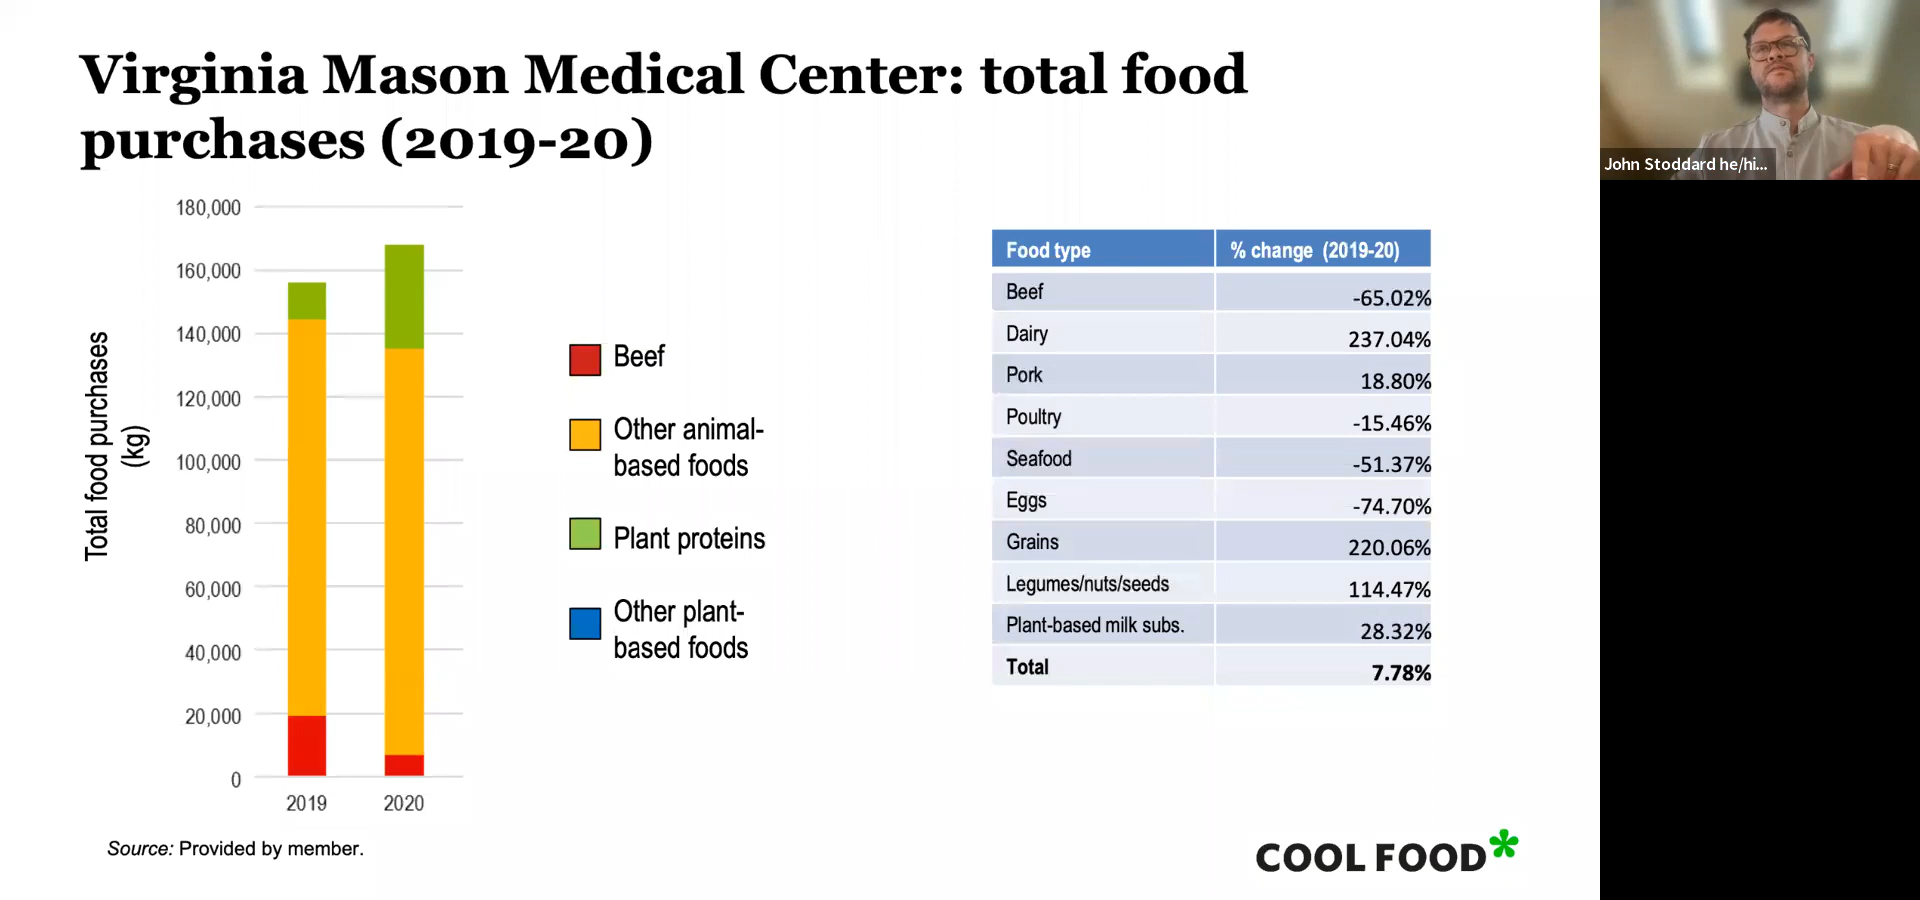 Virginia Mason Medical Center: total food
purchases (2019-20)
Total food purchases
(kg)
180,000
160,000
140,000
120,000
100,000
80,000
60,000
40,000
20,000
0
2019 2020
Beef
Other animal-
based foods
Plant proteins
Other plant-
based foods
Food type % change (2019-20)
Beef -65.02%
Dairy 237.04%
Pork 18.80%
Poultry -15.46%
Seafood -51.37%
Eggs -74.70%
Grains 220.06%
Legumes/nuts/seeds 114.47%
Plant-based milk subs. 28.32%
Total 7.78%
Source: Provided by member.
COOL FOOD*
John Stoddard he/hi...